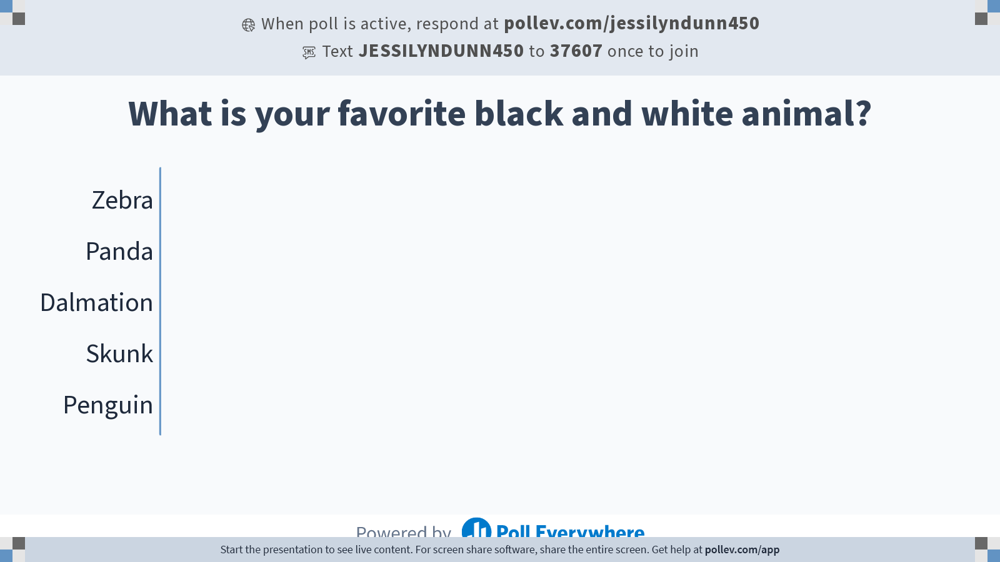 When poll is active, respond at pollev.com/jessilyndunn450
SMS Text JESSILYNDUNN450 to 37607 once to join
What is your favorite black and white animal?
Zebra
Panda
Dalmation
Skunk
Penguin
Powered by Poll Everywhere
Start the presentation to see live content. For screen share software, share the entire screen. Get help at pollev.com/app